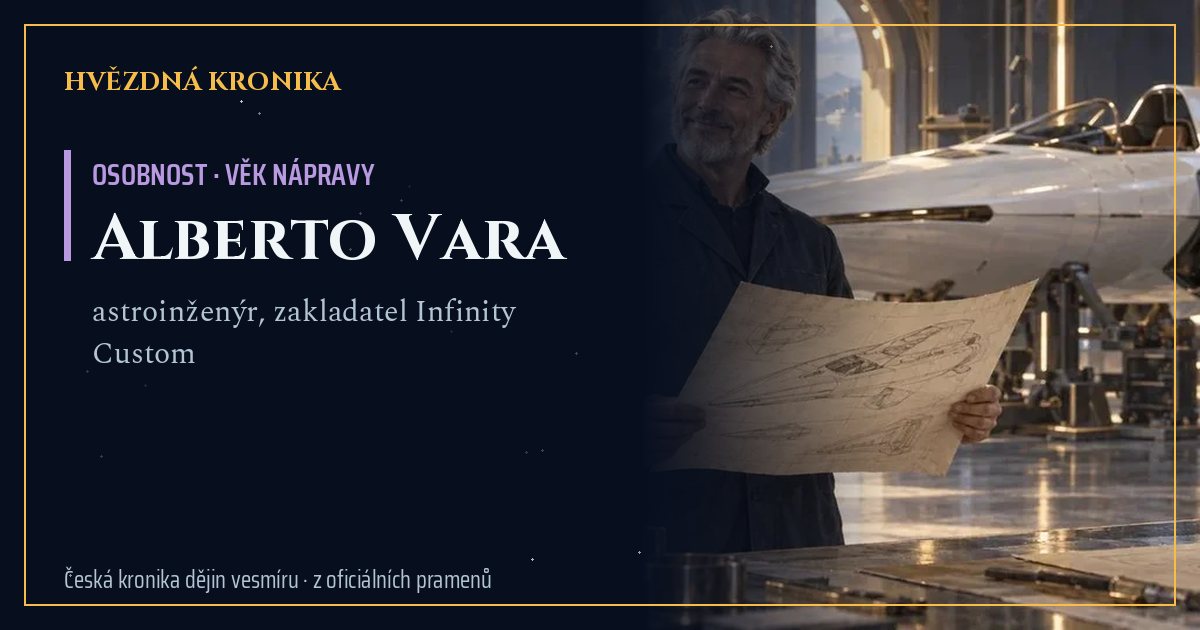 HVĚZDNÁ KRONIKA
OSOBNOST · VĚK NÁPRAVY
ALBERTO VARA
astroinženýr, zakladatel Infinity
Custom
Česká kronika dějin vesmíru · z oficiálních pramenů